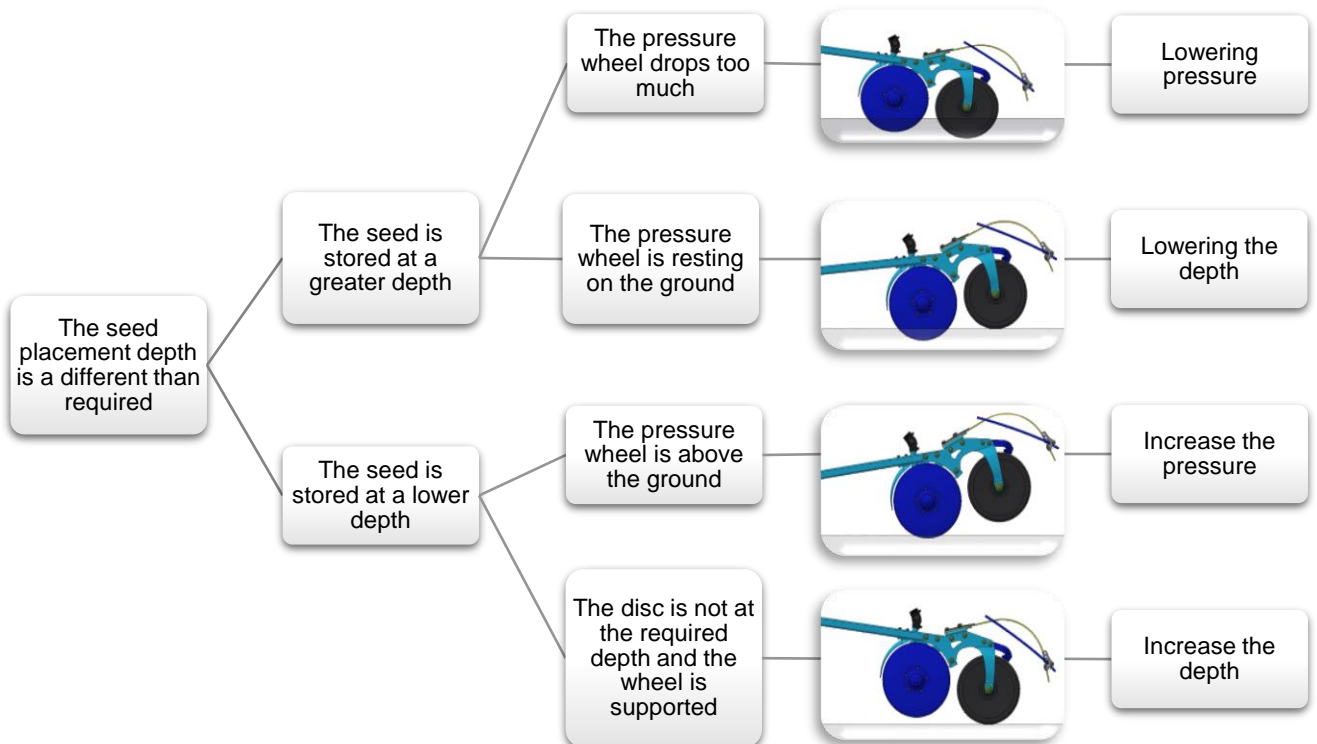 The seed
placement depth
is a different than
required
The seed is
stored at a
greater depth
The pressure
wheel drops too
much
Lowering
pressure
The pressure
wheel is resting
on the ground
Lowering the
depth
The seed is
stored at a lower
depth
The pressure
wheel is above
the ground
Increase the
pressure
The disc is not at
the required
depth and the
wheel is
supported
Increase the
depth